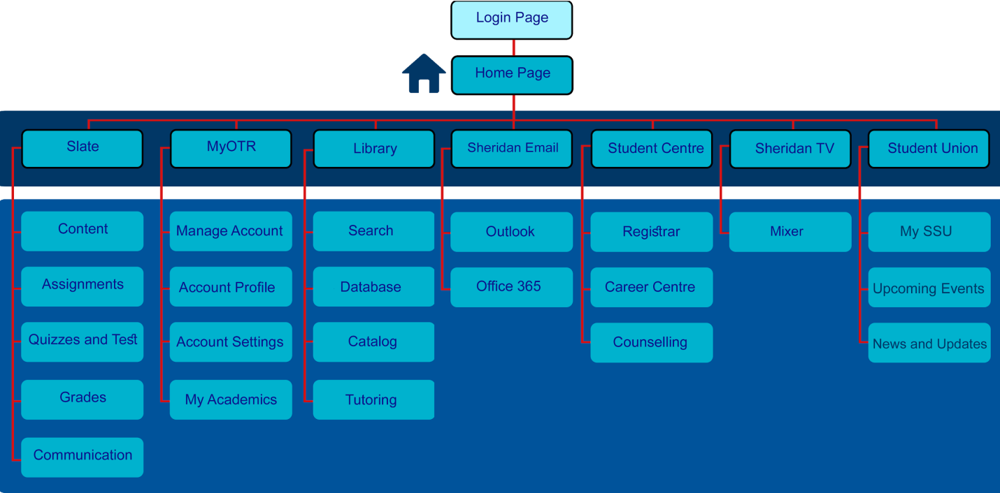 Login Page
Home Page
Slate
MyOTR
Library
Sheridan Email
Student Centre
Sheridan TV
Student Union
Content
Manage Account
Search
Outlook
Registrar
Mixer
My SSU
Assignments
Account Profile
Database
Office 365
Career Centre
Upcoming Events
Quizzes and Test
Account Settings
Catalog
Counselling
News and Updates
Grades
My Academics
Tutoring
Communication